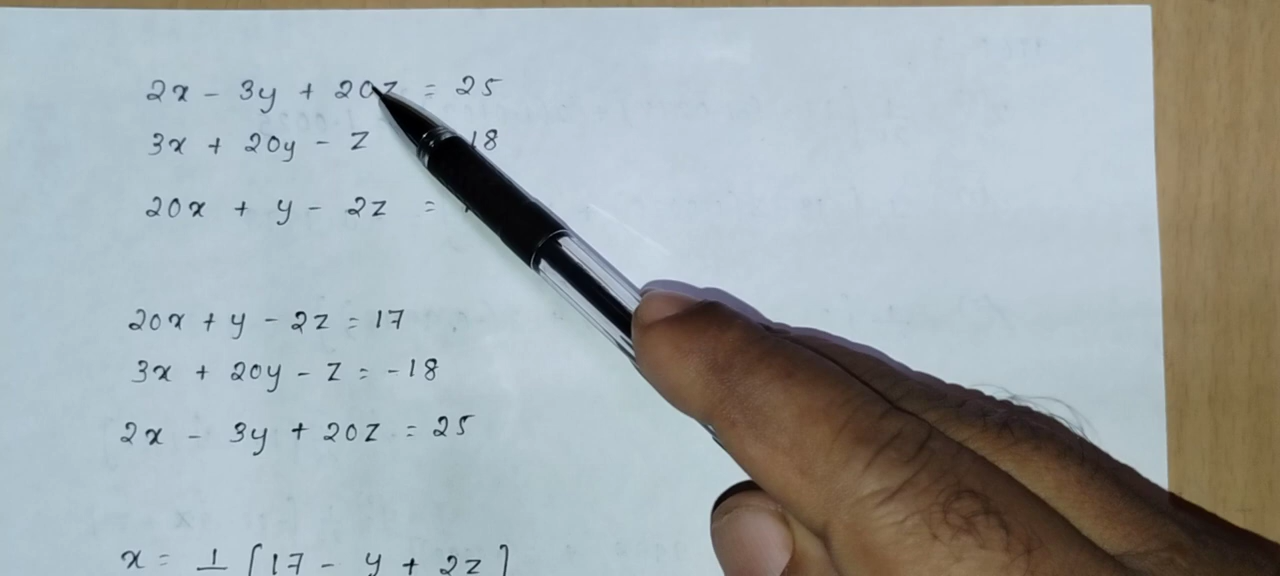 2x - 3y + 20z = 25
3x + 20y - z 18
20x + y - 2z =
20x + y - 2z = 17
3x + 20y - z = -18
2x - 3y + 20z = 25
x = 1 [17 - y + 2z]